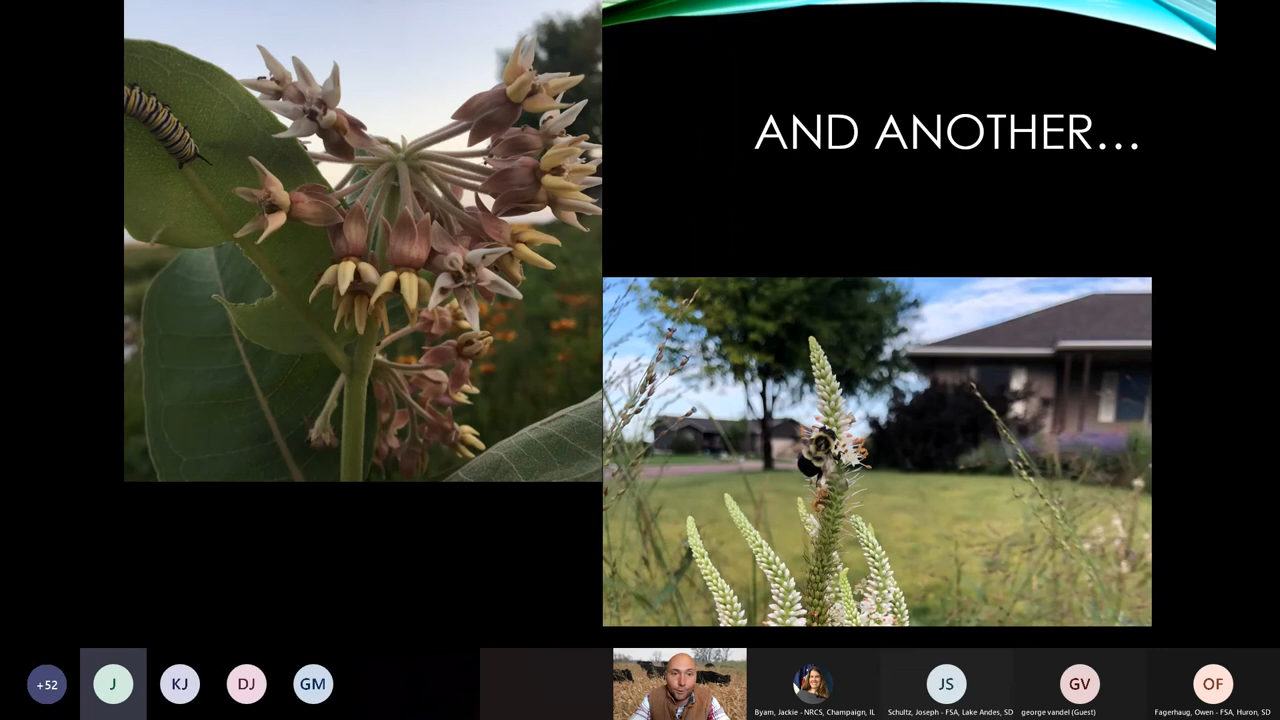 AND ANOTHER...
+52
J
KJ
DJ
GM
JS
GV
OF
Byam, Jackie - NRCS, Champaign, IL
Schultz, Joseph - FSA, Lake Andes, SD
george vandel (Guest)
Fagerhaug, Owen - FSA, Huron, SD